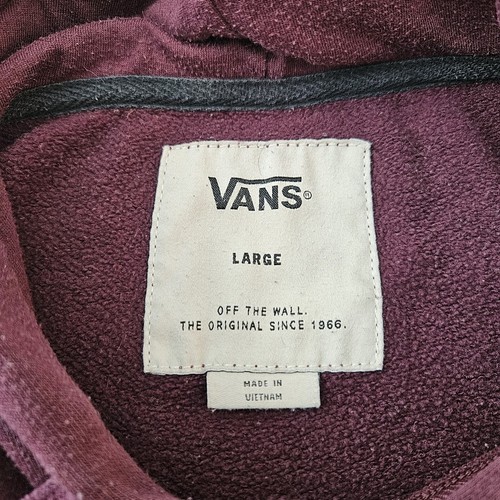 VANS®
LARGE
OFF THE WALL.
THE ORIGINAL SINCE 1966.
MADE IN
VIETNAM